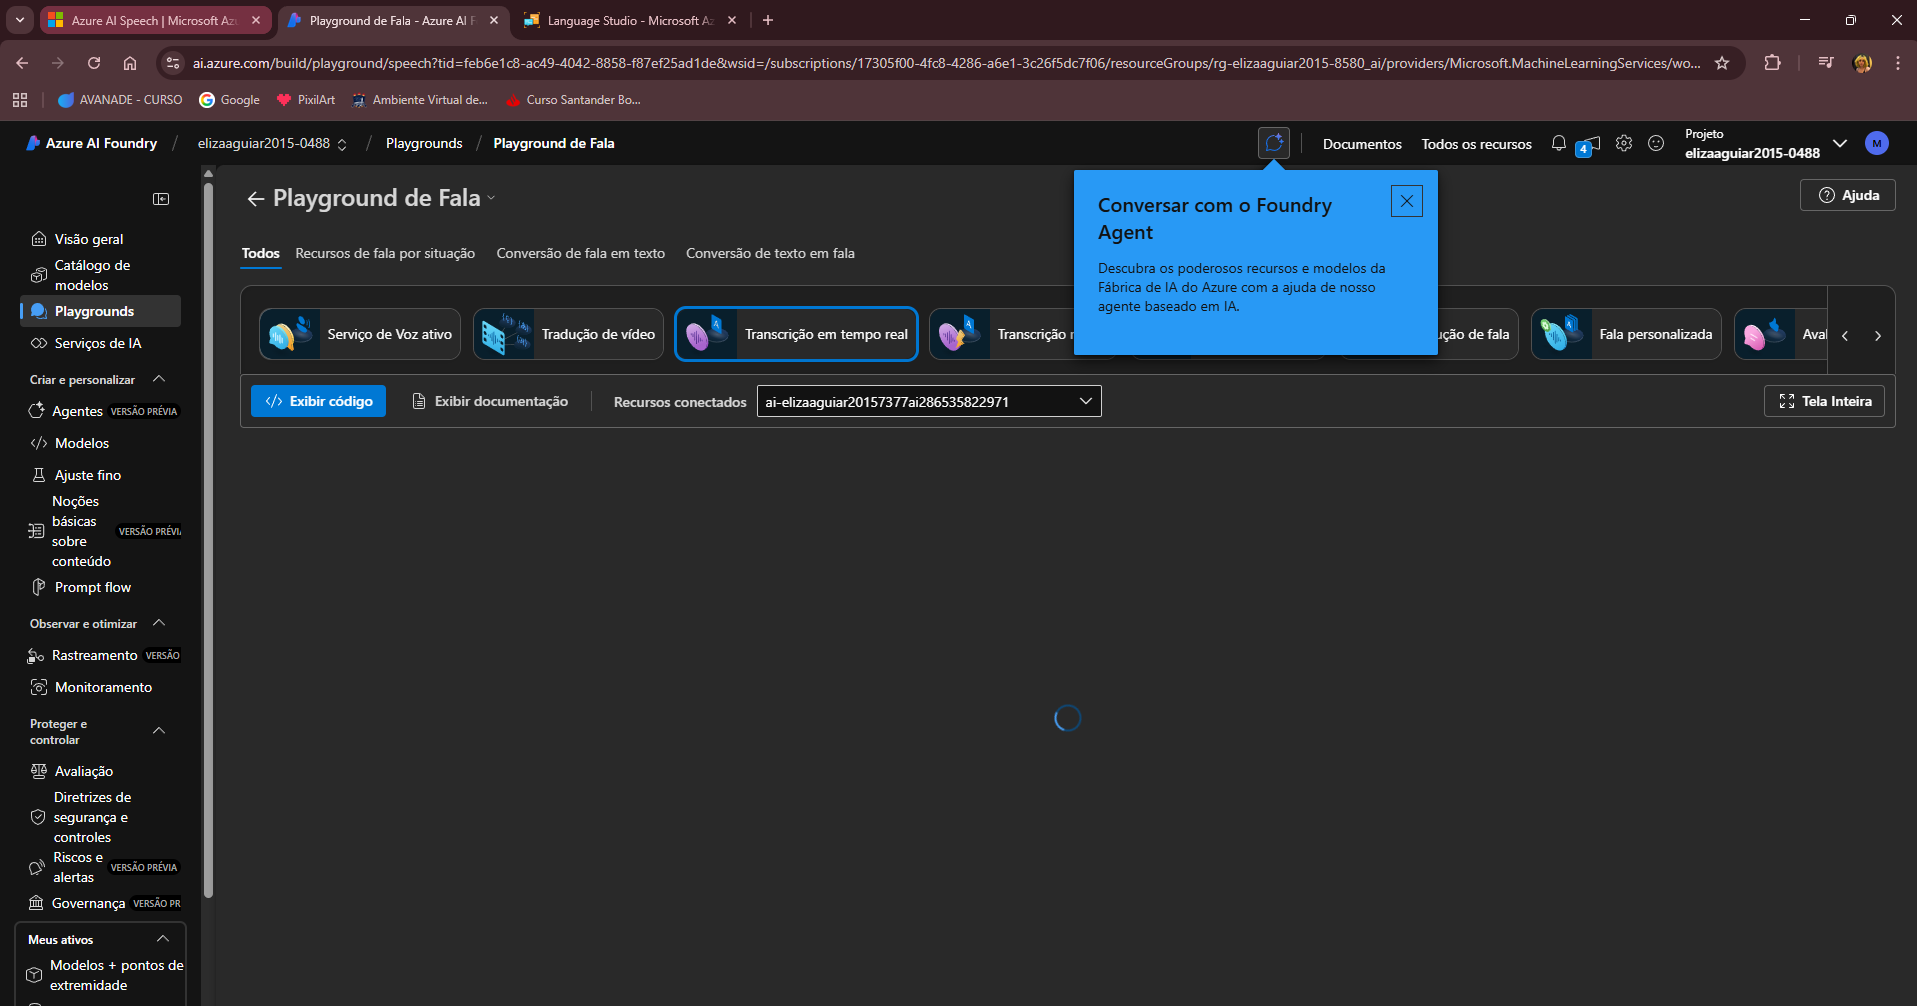 Azure AI Speech | Microsoft Az
Playground de Fala - Azure AI F
Language Studio - Microsoft Az
ai.azure.com/build/playground/speech?tid=feb6e1c8-ac49-4042-8858-f87ef25ad1de&wsid=/subscriptions/17305f00-4fc8-4286-a6e1-3c26f5dc7f06/resourceGroups/rg-elizaaguiar2015-8580_ai/providers/Microsoft.MachineLearningServices/wo...
AVANADE - CURSO
Google
PixilArt
Ambiente Virtual de...
Curso Santander Bo...
Azure AI Foundry / elizaaguiar2015-0488 / Playgrounds / Playground de Fala
Documentos
Todos os recursos
4
Projeto
elizaaguiar2015-0488
M
Visão geral
Catálogo de
modelos
Playgrounds
Serviços de IA
Criar e personalizar
Agentes VERSÃO PRÉVIA
Modelos
Ajuste fino
Noções
básicas
sobre
conteúdo
VERSÃO PRÉVIA
Prompt flow
Observar e otimizar
Rastreamento VERSÃO
Monitoramento
Proteger e
controlar
Avaliação
Diretrizes de
segurança e
controles
Riscos e
alertas
VERSÃO PRÉVIA
Governança VERSÃO PR
Meus ativos
Modelos + pontos de
extremidade
Playground de Fala
Ajuda
Todos
Recursos de fala por situação
Conversão de fala em texto
Conversão de texto em fala
Conversar com o Foundry
Agent
Descubra os poderosos recursos e modelos da
Fábrica de IA do Azure com a ajuda de nosso
agente baseado em IA.
Serviço de Voz ativo
Tradução de vídeo
Transcrição em tempo real
Transcrição r
ução de fala
Fala personalizada
Aval
Exibir código
Exibir documentação
Recursos conectados
ai-elizaaguiar20157377ai286535822971
Tela Inteira